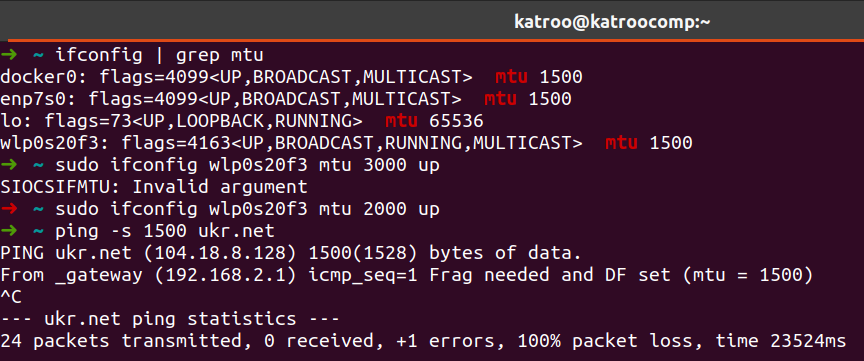 katroo@katroocomp:~
➜ ~ ifconfig | grep mtu
docker0: flags=4099<UP,BROADCAST,MULTICAST> mtu 1500
enp7s0: flags=4099<UP,BROADCAST,MULTICAST> mtu 1500
lo: flags=73<UP,LOOPBACK,RUNNING> mtu 65536
wlp0s20f3: flags=4163<UP,BROADCAST,RUNNING,MULTICAST> mtu 1500
➜ ~ sudo ifconfig wlp0s20f3 mtu 3000 up
SIOCSIFMTU: Invalid argument
➜ ~ sudo ifconfig wlp0s20f3 mtu 2000 up
➜ ~ ping -s 1500 ukr.net
PING ukr.net (104.18.8.128) 1500(1528) bytes of data.
From _gateway (192.168.2.1) icmp_seq=1 Frag needed and DF set (mtu = 1500)
^C
--- ukr.net ping statistics ---
24 packets transmitted, 0 received, +1 errors, 100% packet loss, time 23524ms